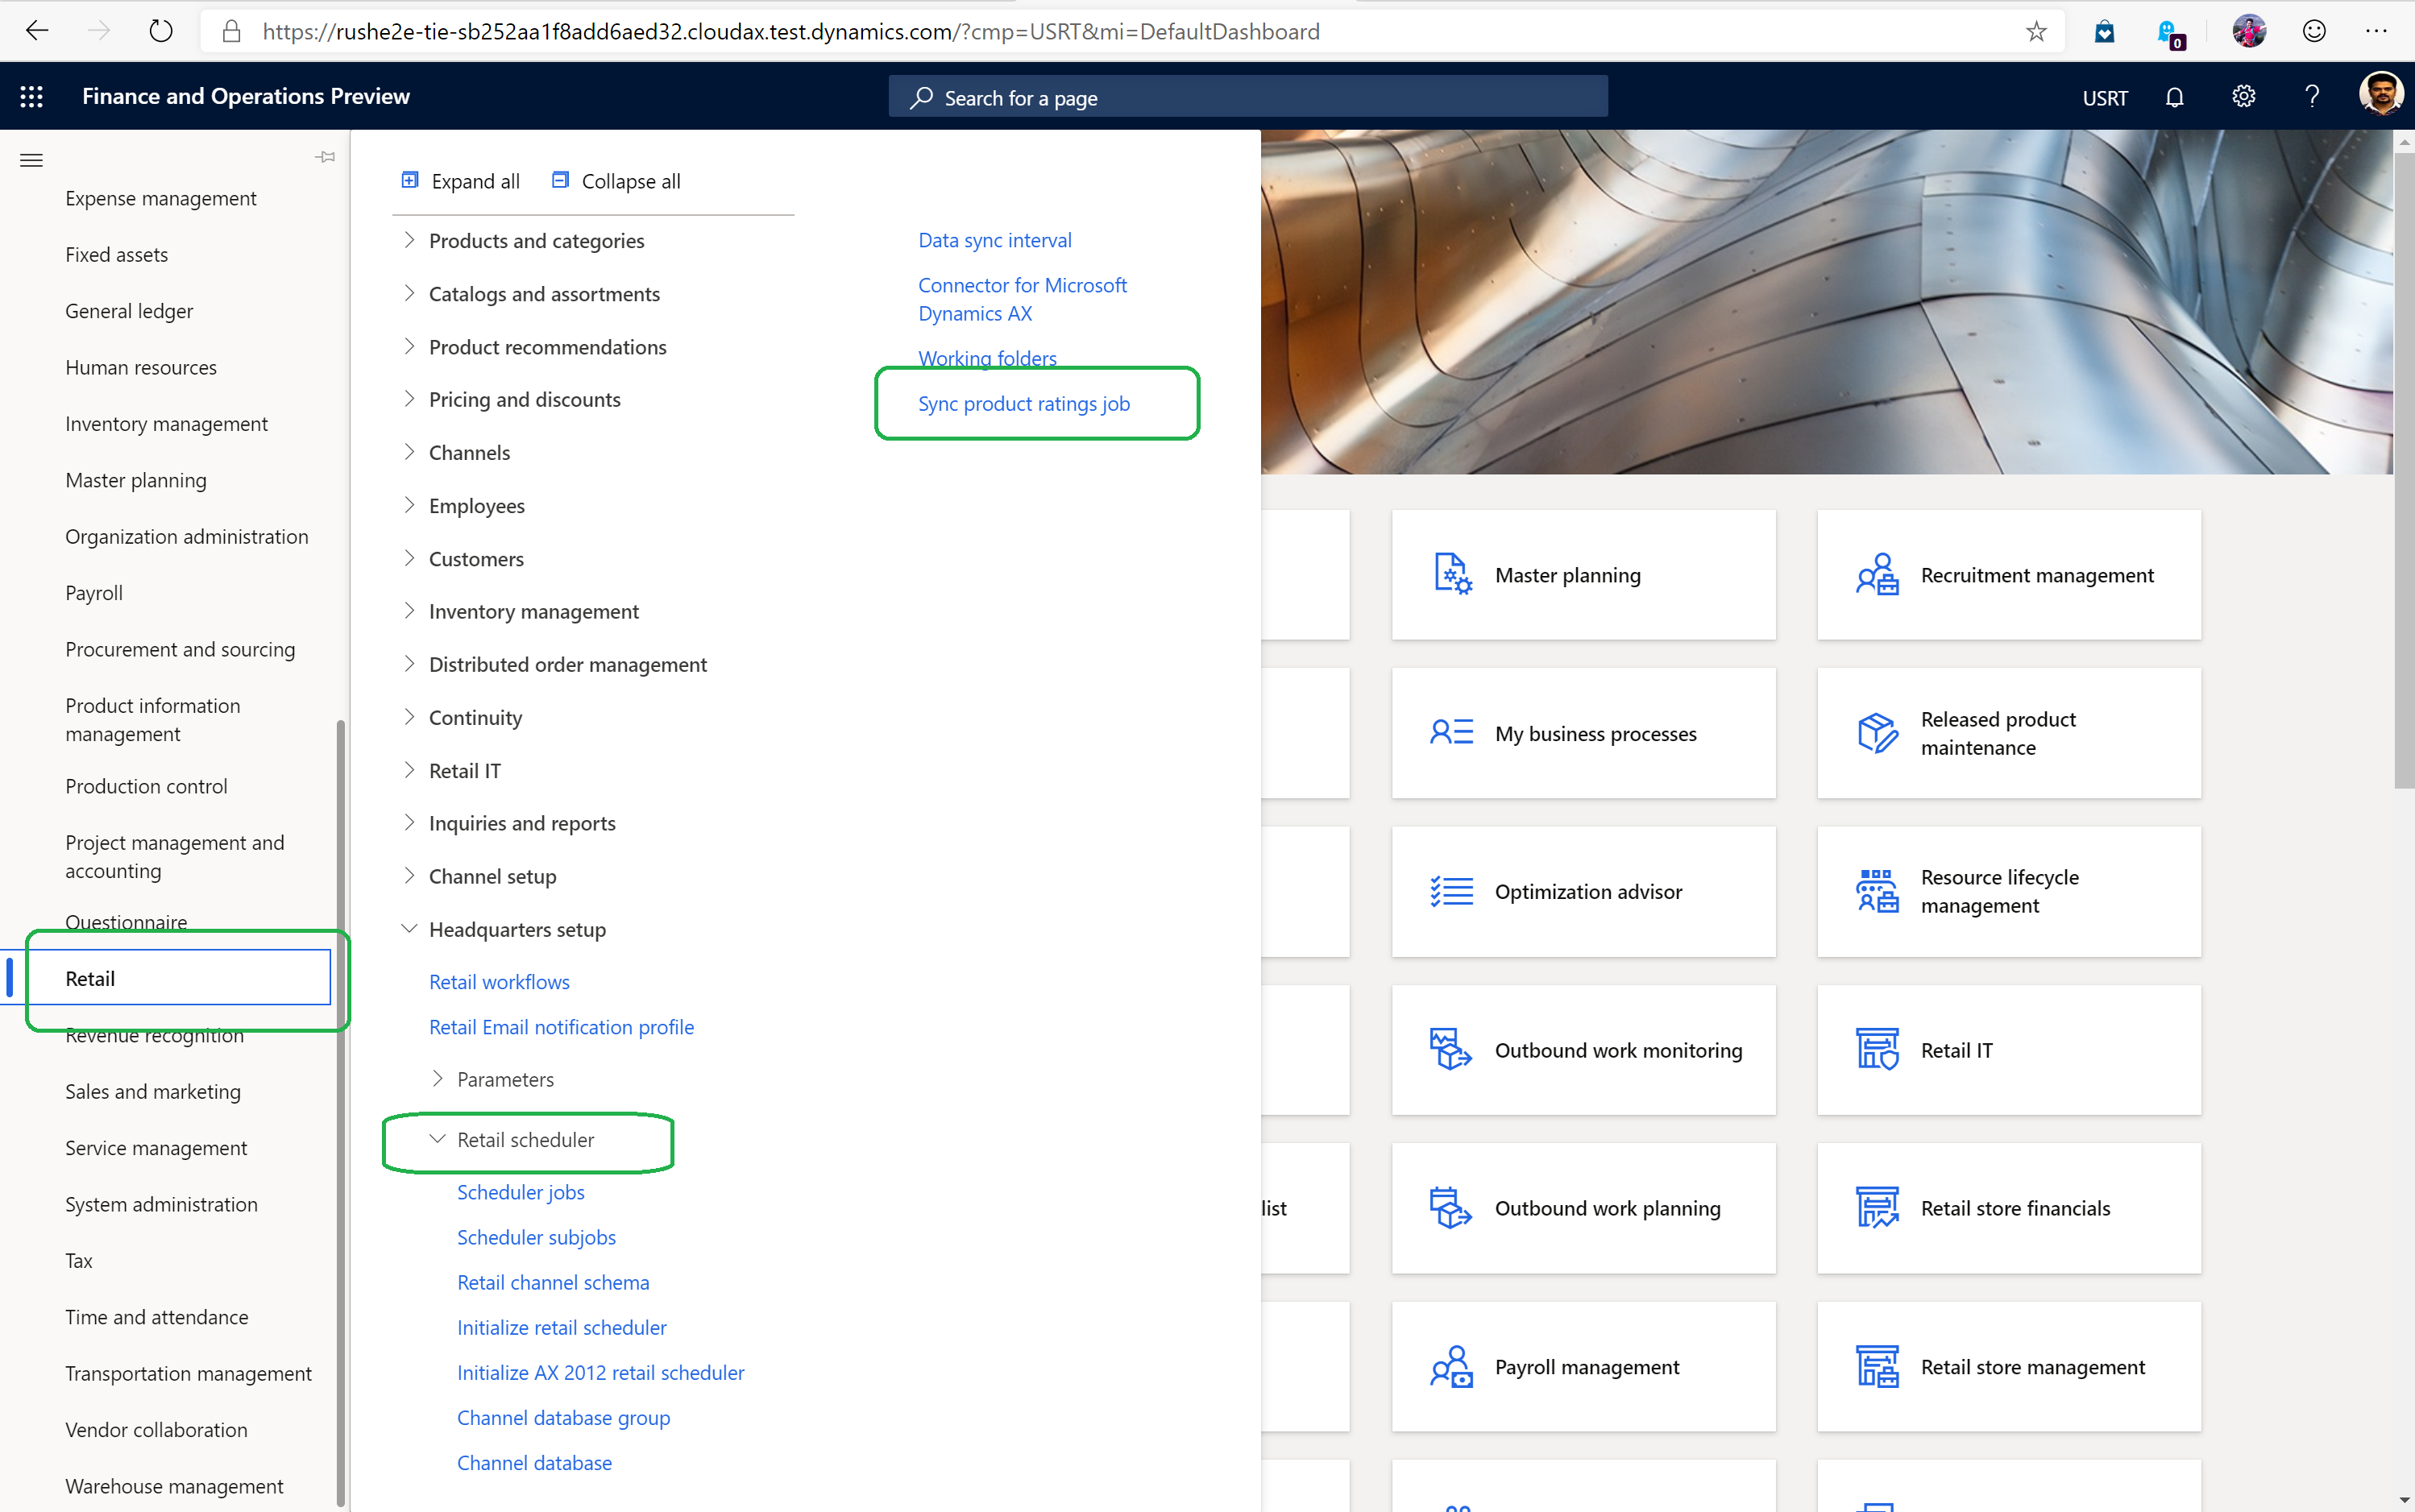 https://rushe2e-tie-sb252aa1f8add6aed32.cloudax.test.dynamics.com/?cmp=USRT&mi=DefaultDashboard
0
Finance and Operations Preview
Search for a page
USRT
Expense management
Fixed assets
General ledger
Human resources
Inventory management
Master planning
Organization administration
Payroll
Procurement and sourcing
Product information
management
Production control
Project management and
accounting
Questionnaire
Retail
Revenue recognition
Sales and marketing
Service management
System administration
Tax
Time and attendance
Transportation management
Vendor collaboration
Warehouse management
Expand all
Collapse all
Products and categories
Catalogs and assortments
Product recommendations
Pricing and discounts
Channels
Employees
Customers
Inventory management
Distributed order management
Continuity
Retail IT
Inquiries and reports
Channel setup
Headquarters setup
Retail workflows
Retail Email notification profile
Parameters
Retail scheduler
Scheduler jobs
Scheduler subjobs
Retail channel schema
Initialize retail scheduler
Initialize AX 2012 retail scheduler
Channel database group
Channel database
Data sync interval
Connector for Microsoft
Dynamics AX
Working folders
Sync product ratings job
list
Master planning
Recruitment management
My business processes
Released product
maintenance
Optimization advisor
Resource lifecycle
management
Outbound work monitoring
Retail IT
Outbound work planning
Retail store financials
Payroll management
Retail store management